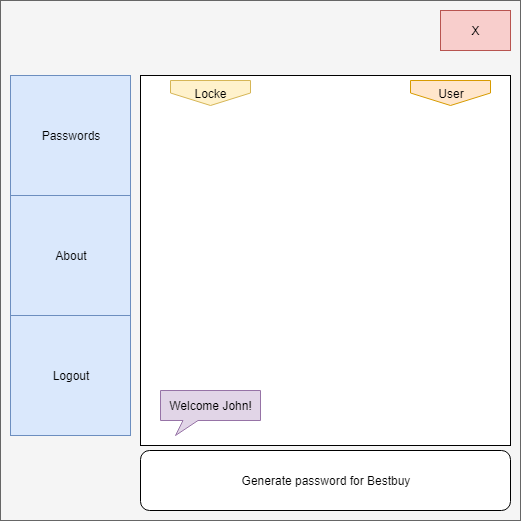 X
Passwords
About
Logout
Locke
User
Welcome John!
Generate password for Bestbuy